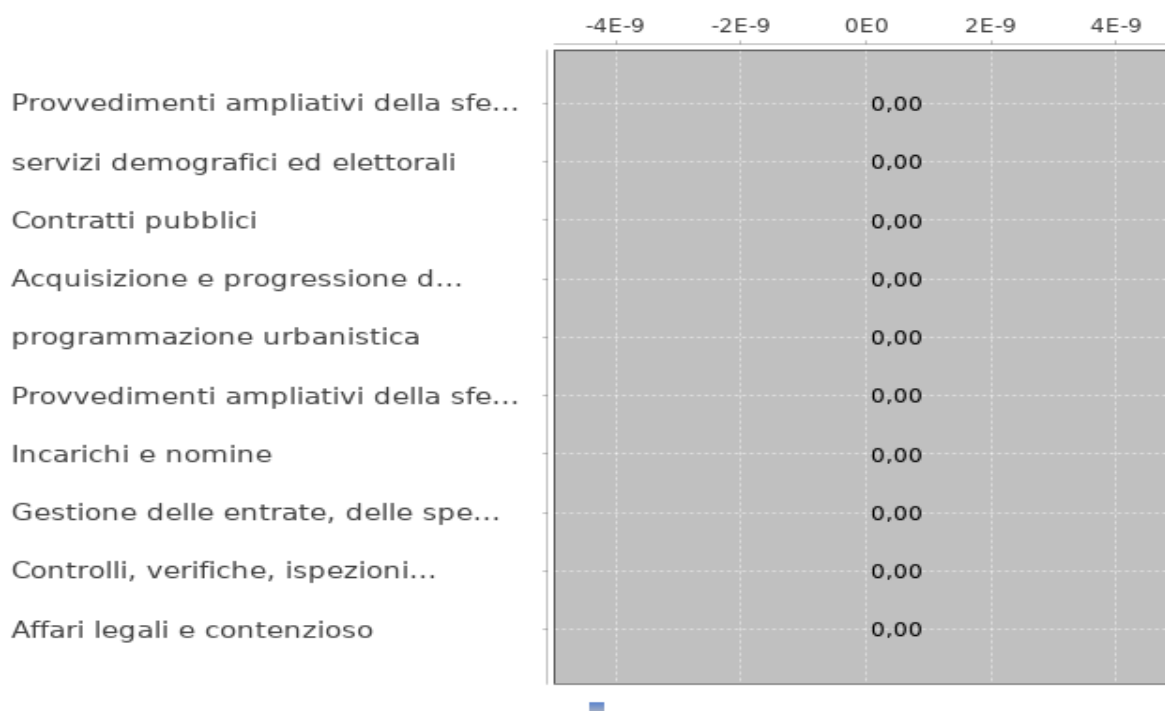 -4E-9 -2E-9 0E0 2E-9 4E-9
Provvedimenti ampliativi della sfe... 0,00
servizi demografici ed elettorali 0,00
Contratti pubblici 0,00
Acquisizione e progressione d... 0,00
programmazione urbanistica 0,00
Provvedimenti ampliativi della sfe... 0,00
Incarichi e nomine 0,00
Gestione delle entrate, delle spe... 0,00
Controlli, verifiche, ispezioni... 0,00
Affari legali e contenzioso 0,00